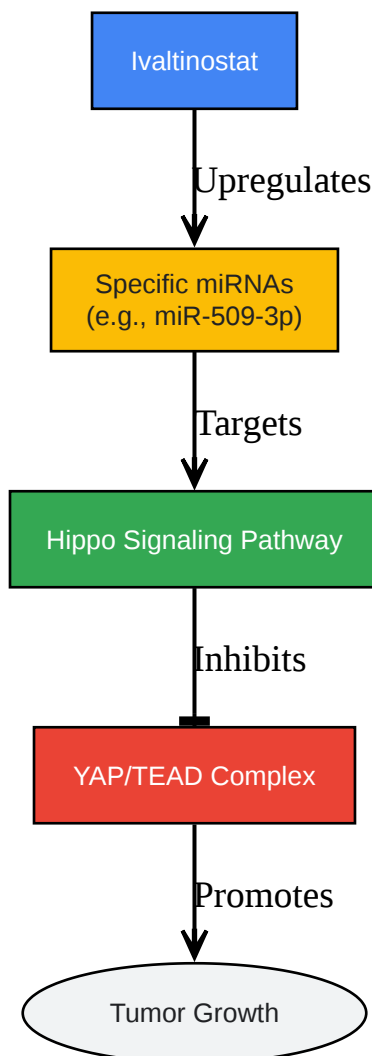 Ivaltinostat
Upregulates
Specific miRNAs
(e.g., miR-509-3p)
Targets
Hippo Signaling Pathway
Inhibits
YAP/TEAD Complex
Promotes
Tumor Growth